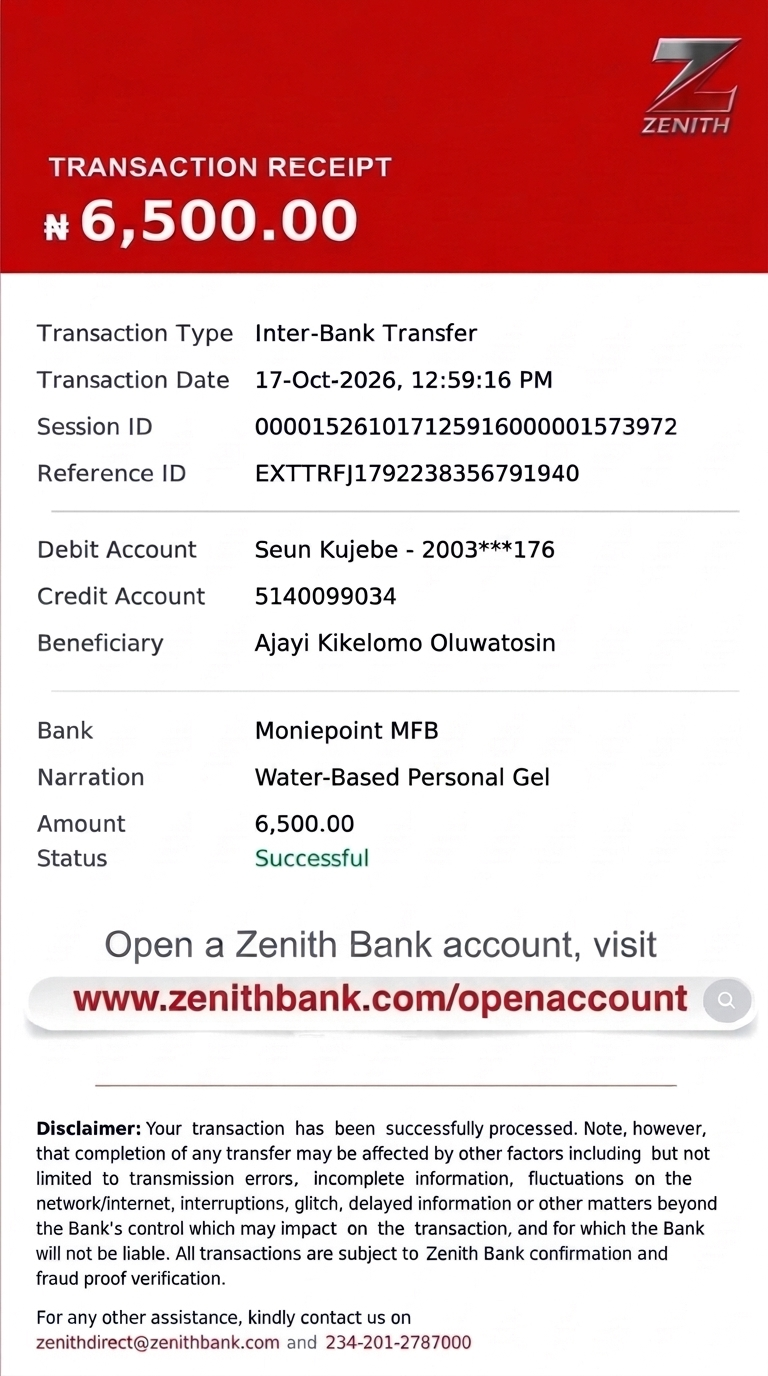 ZENITH
TRANSACTION RECEIPT
₦ 6,500.00
Transaction Type Inter-Bank Transfer
Transaction Date 17-Oct-2026, 12:59:16 PM
Session ID 000015261017125916000001573972
Reference ID EXTTRFJ1792238356791940
Debit Account Seun Kujebe - 2003***176
Credit Account 5140099034
Beneficiary Ajayi Kikelomo Oluwatosin
Bank Moniepoint MFB
Narration Water-Based Personal Gel
Amount 6,500.00
Status Successful
Open a Zenith Bank account, visit
www.zenithbank.com/openaccount
Disclaimer: Your transaction has been successfully processed. Note, however,
that completion of any transfer may be affected by other factors including but not
limited to transmission errors, incomplete information, fluctuations on the
network/internet, interruptions, glitch, delayed information or other matters beyond
the Bank's control which may impact on the transaction, and for which the Bank
will not be liable. All transactions are subject to Zenith Bank confirmation and
fraud proof verification.
For any other assistance, kindly contact us on
zenithdirect@zenithbank.com and 234-201-2787000